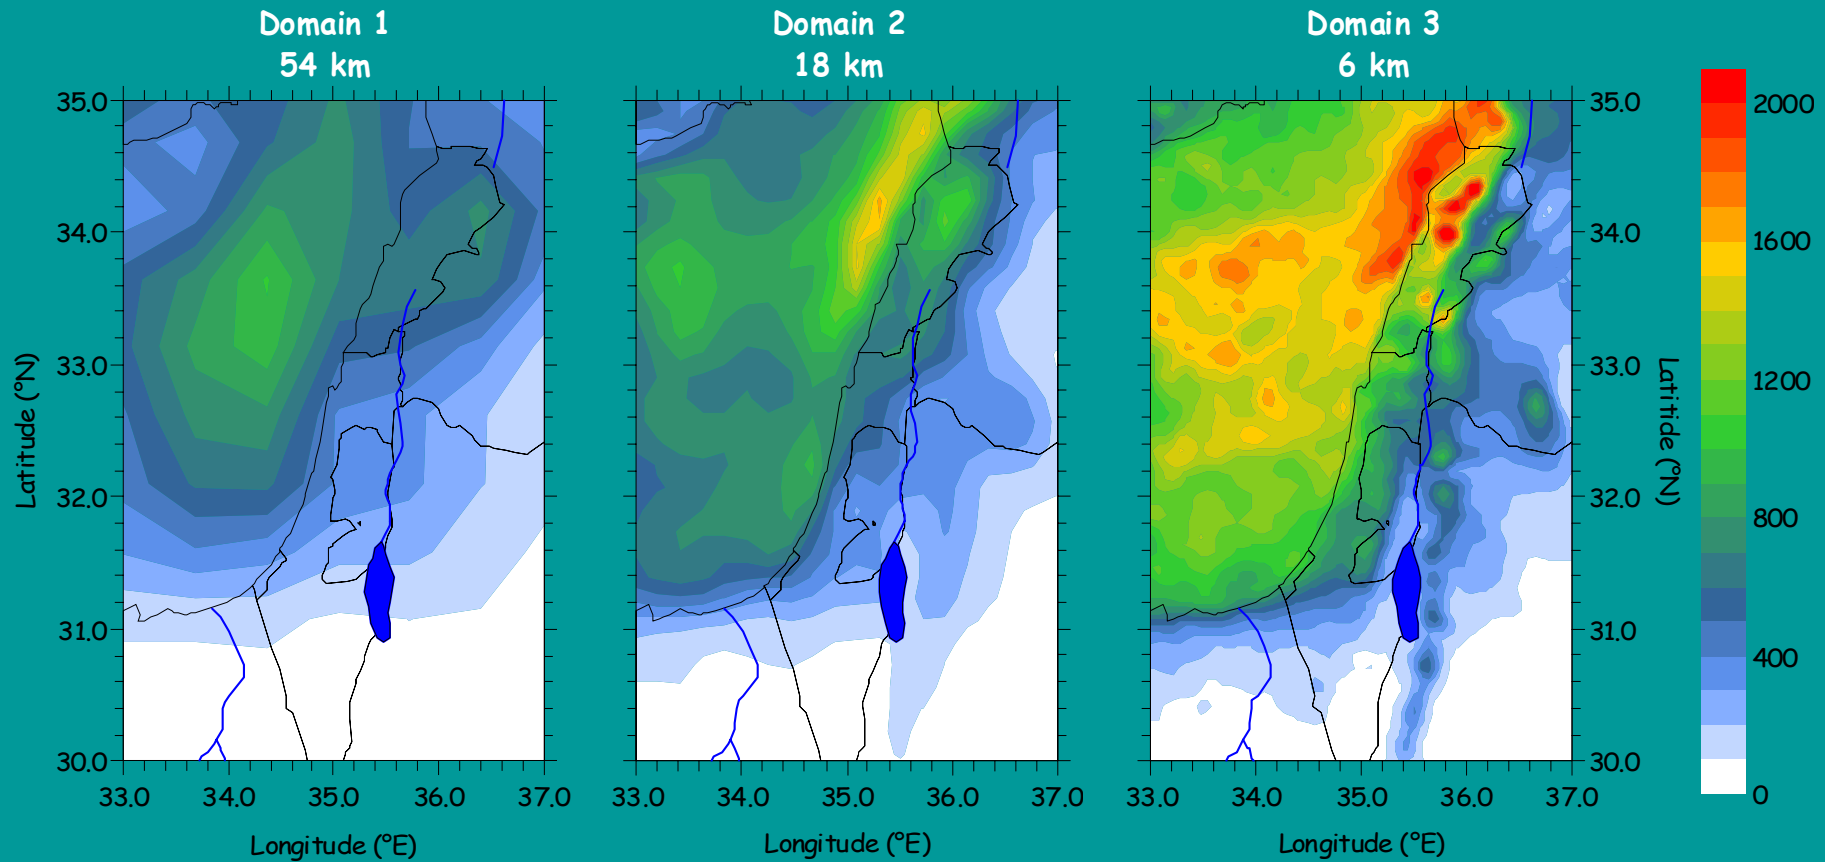 Domain 1
54 km
Domain 2
18 km
Domain 3
6 km
35.0
34.0
33.0
32.0
31.0
30.0
Latitude (°N)
33.0 34.0 35.0 36.0 37.0
Longitude (°E)
33.0 34.0 35.0 36.0 37.0
Longitude (°E)
33.0 34.0 35.0 36.0 37.0
Longitude (°E)
35.0
34.0
33.0
32.0
31.0
30.0
Latitide (°N)
2000
1600
1200
800
400
0